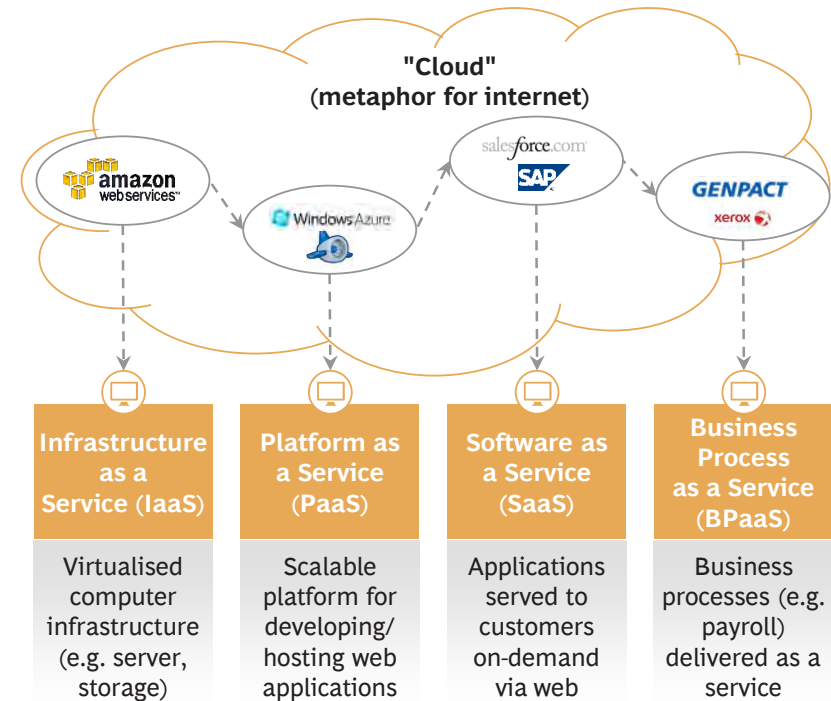 "Cloud"
(metaphor for internet)
amazon
webservices™
Windows Azure
salesforce.com
SAP
GENPACT
xerox
Infrastructure
as a
Service (IaaS)
Virtualised
computer
infrastructure
(e.g. server,
storage)
Platform as
a Service
(PaaS)
Scalable
platform for
developing/
hosting web
applications
Software as
a Service
(SaaS)
Applications
served to
customers
on-demand
via web
Business
Process
as a Service
(BPaaS)
Business
processes (e.g.
payroll)
delivered as a
service